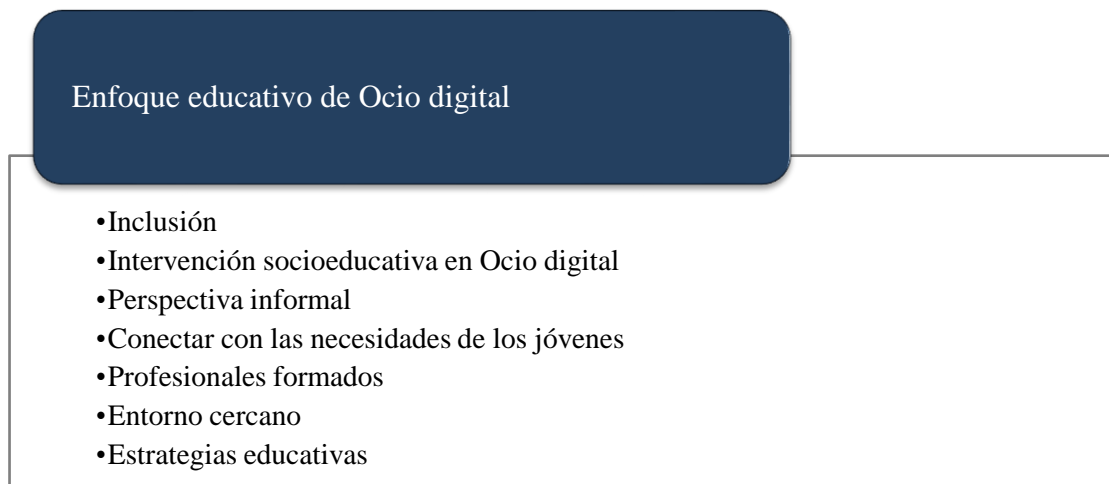 Enfoque educativo de Ocio digital
•Inclusión
•Intervención socioeducativa en Ocio digital
•Perspectiva informal
•Conectar con las necesidades de los jóvenes
•Profesionales formados
•Entorno cercano
•Estrategias educativas